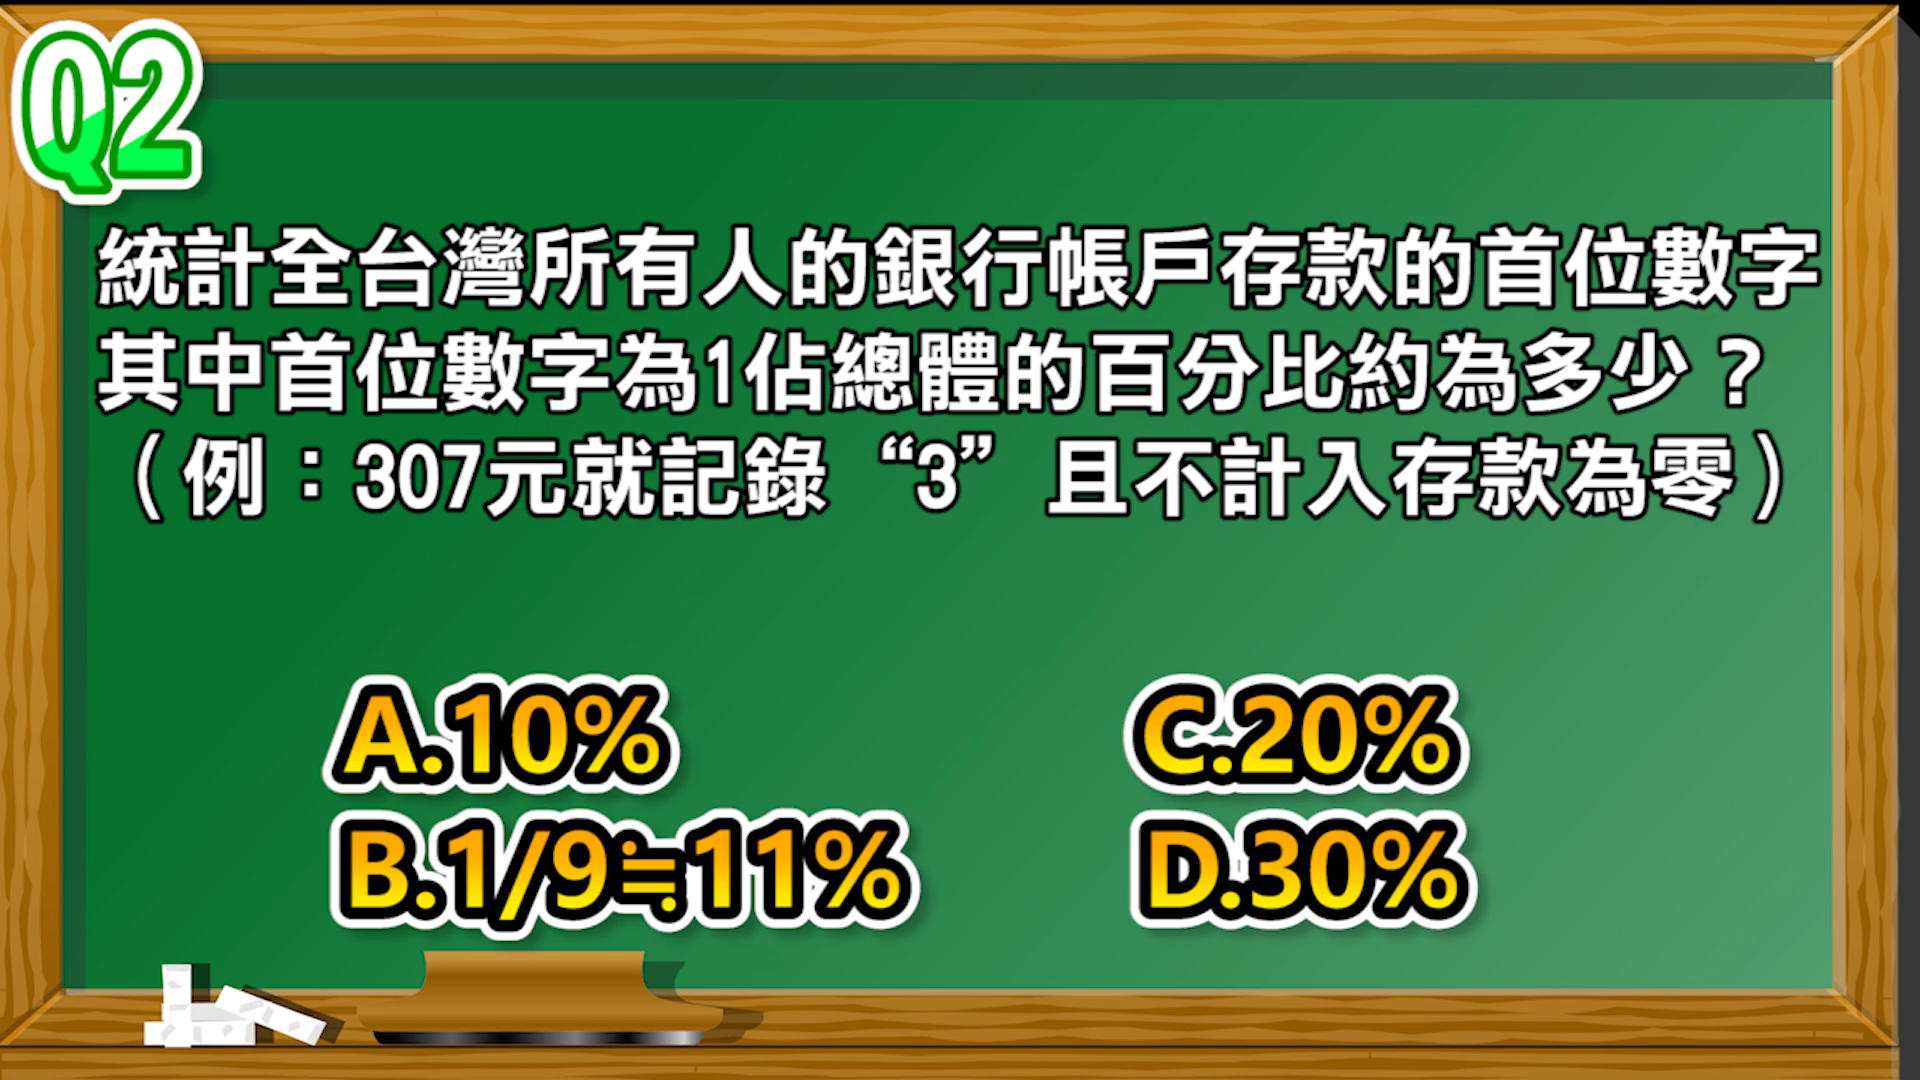 Q2
統計全台灣所有人的銀行帳戶存款的首位數字
其中首位數字為1佔總體的百分比約為多少？
（例：307元就記錄“3”且不計入存款為零）
A.10%
C.20%
B.1/9≒11%
D.30%